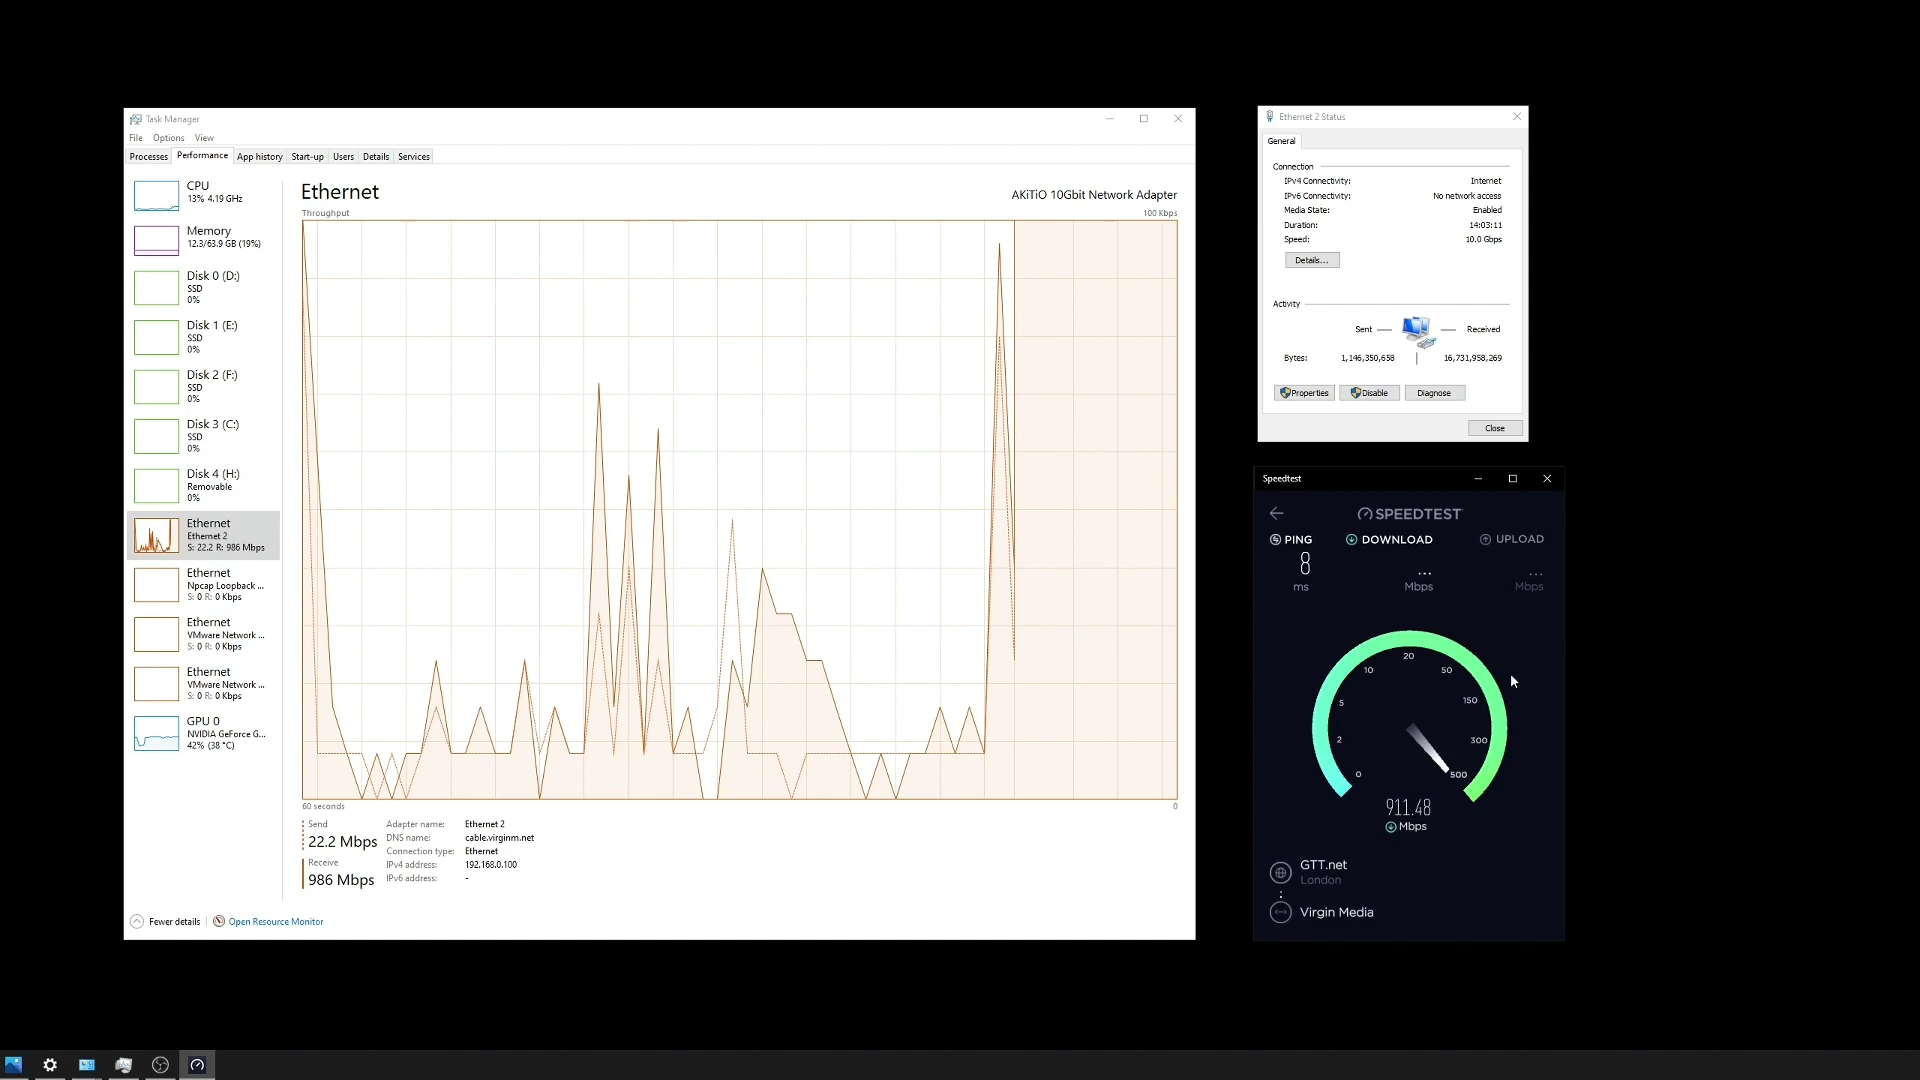 Task Manager
File Options View
Processes Performance App history Start-up Users Details Services
CPU
13% 4.19 GHz
Memory
12.3/63.9 GB (19%)
Disk 0 (D:)
SSD
0%
Disk 1 (E:)
SSD
0%
Disk 2 (F:)
SSD
0%
Disk 3 (C:)
SSD
0%
Disk 4 (H:)
Removable
0%
Ethernet
Ethernet 2
S: 22.2 R: 986 Mbps
Ethernet
Npcap Loopback ...
S: 0 R: 0 Kbps
Ethernet
VMware Network ...
S: 0 R: 0 Kbps
Ethernet
VMware Network ...
S: 0 R: 0 Kbps
GPU 0
NVIDIA GeForce G...
42% (38 °C)
Ethernet
AKiTiO 10Gbit Network Adapter
Throughput
100 Kbps
60 seconds
0
Send
22.2 Mbps
Receive
986 Mbps
Adapter name: Ethernet 2
DNS name: cable.virginm.net
Connection type: Ethernet
IPv4 address: 192.168.0.100
IPv6 address: -
Fewer details
Open Resource Monitor
Ethernet 2 Status
General
Connection
IPv4 Connectivity: Internet
IPv6 Connectivity: No network access
Media State: Enabled
Duration: 14:03:11
Speed: 10.0 Gbps
Details...
Activity
Sent — — Received
Bytes: 1,146,350,658 | 16,731,958,269
Properties Disable Diagnose
Close
Speedtest
SPEEDTEST
PING DOWNLOAD UPLOAD
8 ... ...
ms Mbps Mbps
0
2
5
10
20
50
150
300
500
911.48
Mbps
GTT.net
London
Virgin Media